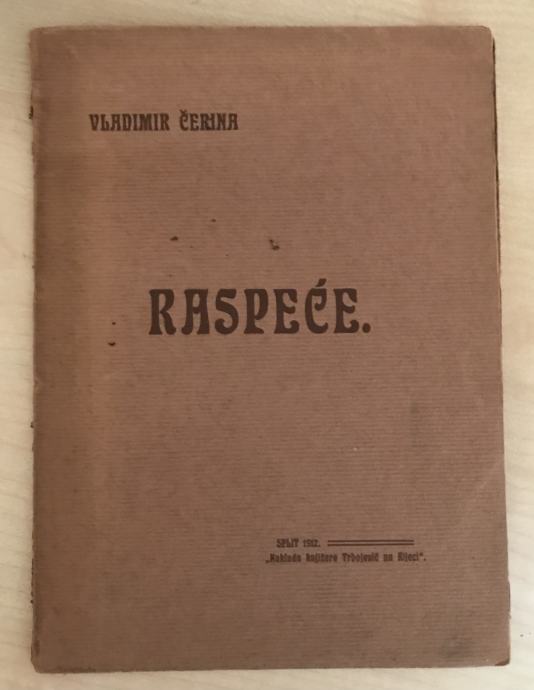 VLADIMIR ČERINA
RASPEĆE.
SPLIT 1912.
„Naklada knjižare Trbojević na Rijeci“.